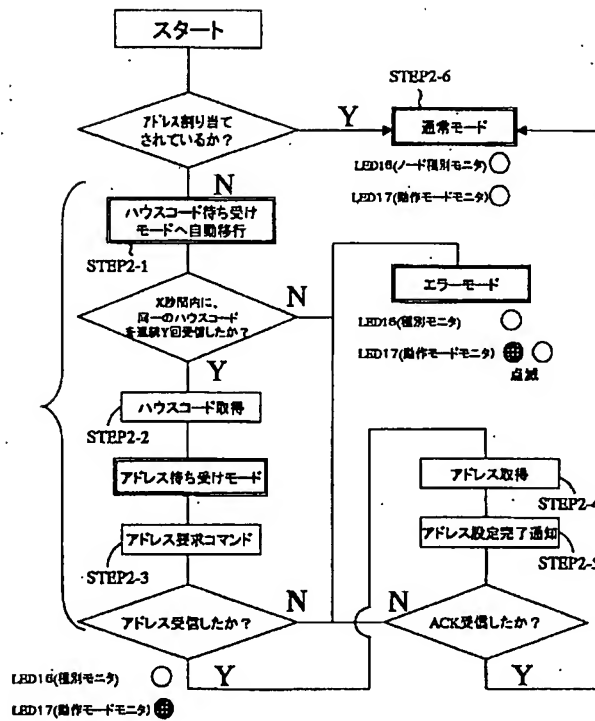 スタート
STEP2-6
アドレス割り当て
されているか?
Y
通常モード
LED16(ノード種別モニタ)
N
LED17(動作モードモニタ)
ハウスコード待ち受け
モードへ自動移行
STEP2-1
エラーモード
X秒間内に、
同一のハウスコード
を連続Y回受信したか?
N
LED16(種別モニタ)
LED17(動作モードモニタ)
点滅
Y
ハウスコード取得
STEP2-2
アドレス待ち受けモード
アドレス取得
STEP2-4
アドレス要求コマンド
アドレス設定完了通知
STEP2-3
STEP2-5
アドレス受信したか?
N
N
ACK受信したか?
Y
Y
LED16(種別モニタ)
LED17(動作モードモニタ)